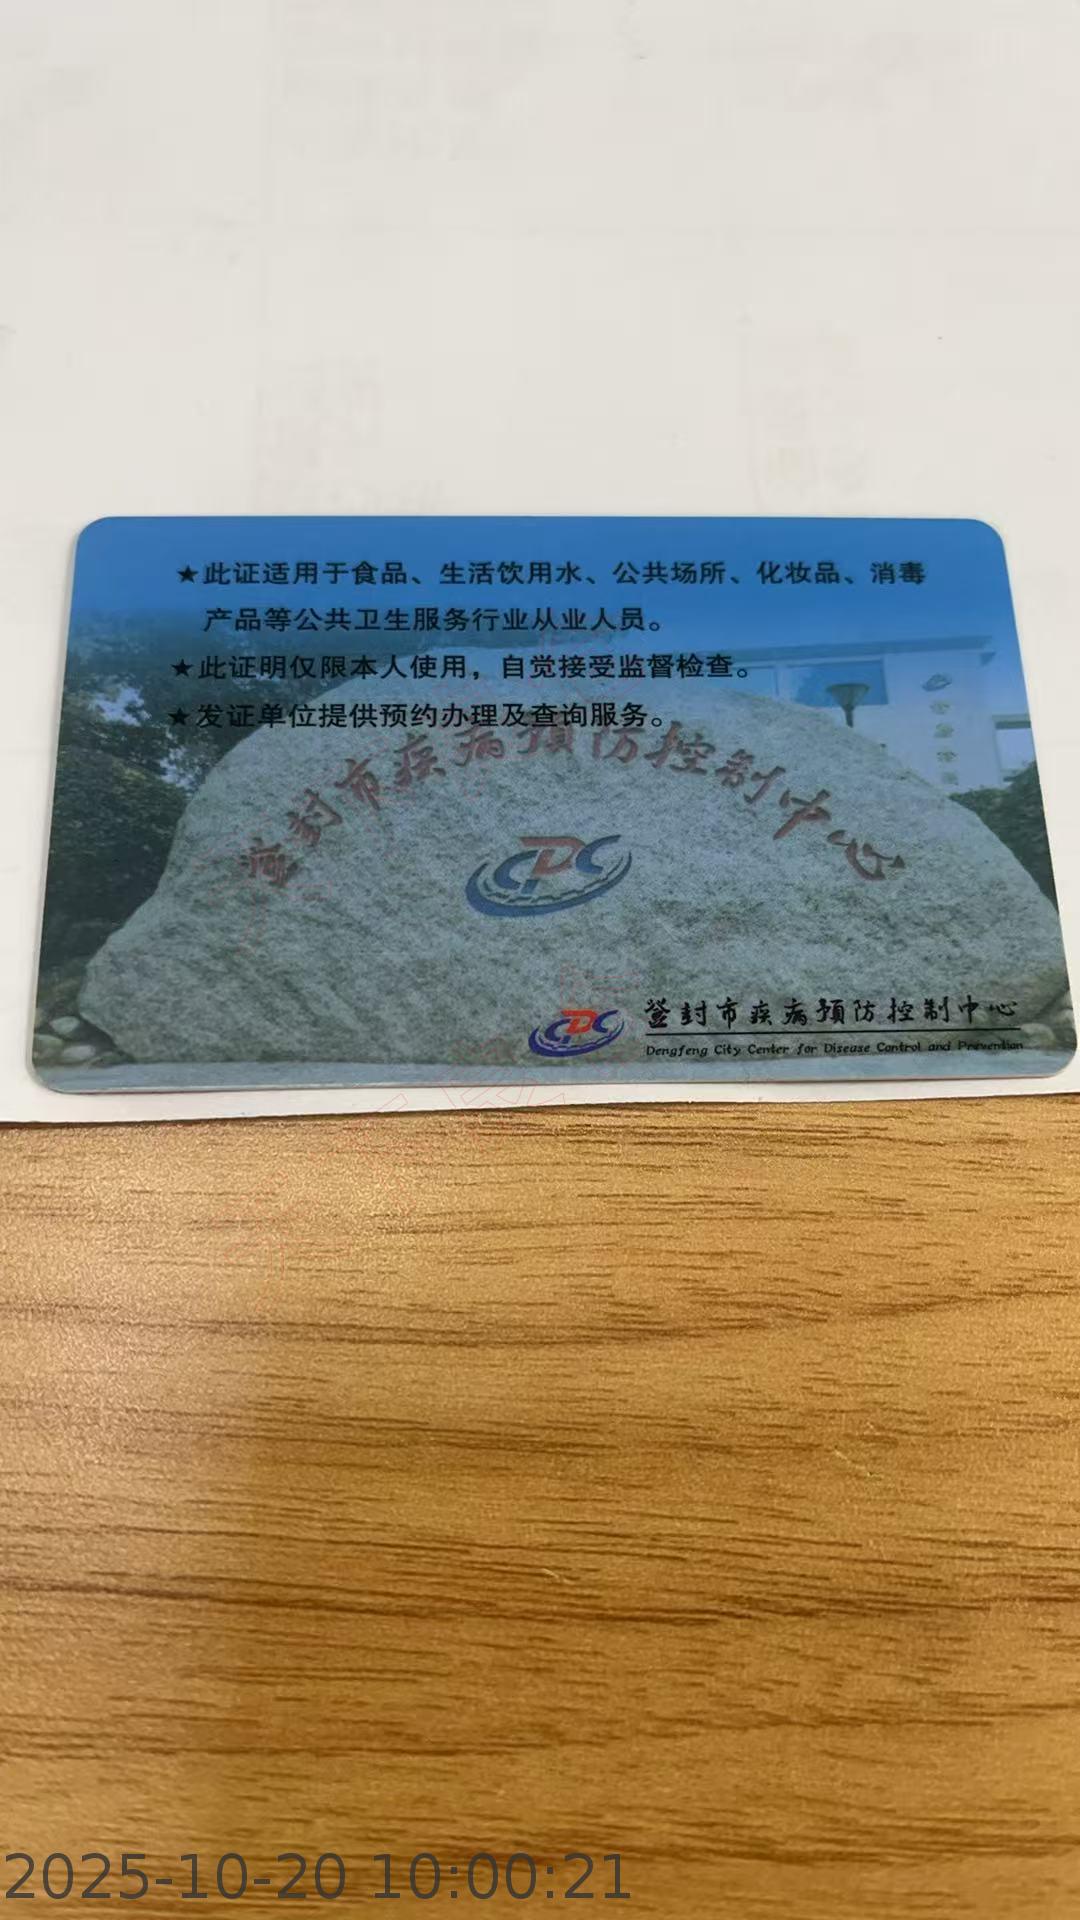 ★此证适用于食品、生活饮用水、公共场所、化妆品、消毒
产品等公共卫生服务行业从业人员。
★此证明仅限本人使用，自觉接受监督检查。
★发证单位提供预约办理及查询服务。
登封市疾病預防控制中心
CDC
CDC 登封市疾病預防控制中心
Dengfeng City Center for Disease Control and Prevention
2025-10-20 10:00:21